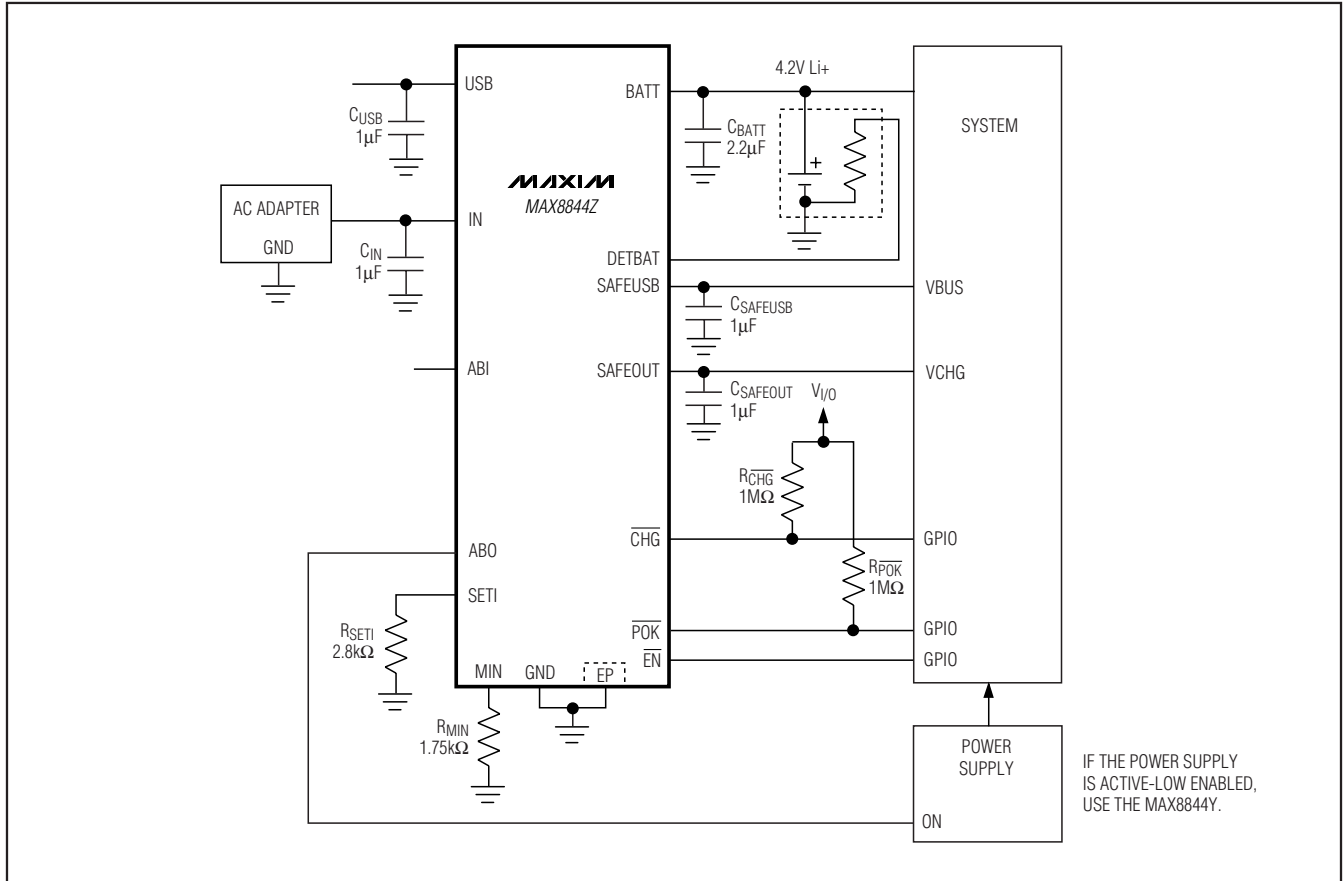 USB
BATT
4.2V Li+
SYSTEM
CUSB
1µF
CBATT
2.2µF
+
MAXIM
MAX8844Z
AC ADAPTER
GND
IN
CIN
1µF
DETBAT
SAFEUSB
VBUS
CSAFEUSB
1µF
ABI
SAFEOUT
VCHG
CSAFEOUT
1µF
VI/O
RCHG
1MΩ
CHG
GPIO
ABO
RPOK
1MΩ
SETI
RSETI
2.8kΩ
POK
GPIO
EN
GPIO
MIN
GND
EP
RMIN
1.75kΩ
POWER
SUPPLY
ON
IF THE POWER SUPPLY
IS ACTIVE-LOW ENABLED,
USE THE MAX8844Y.